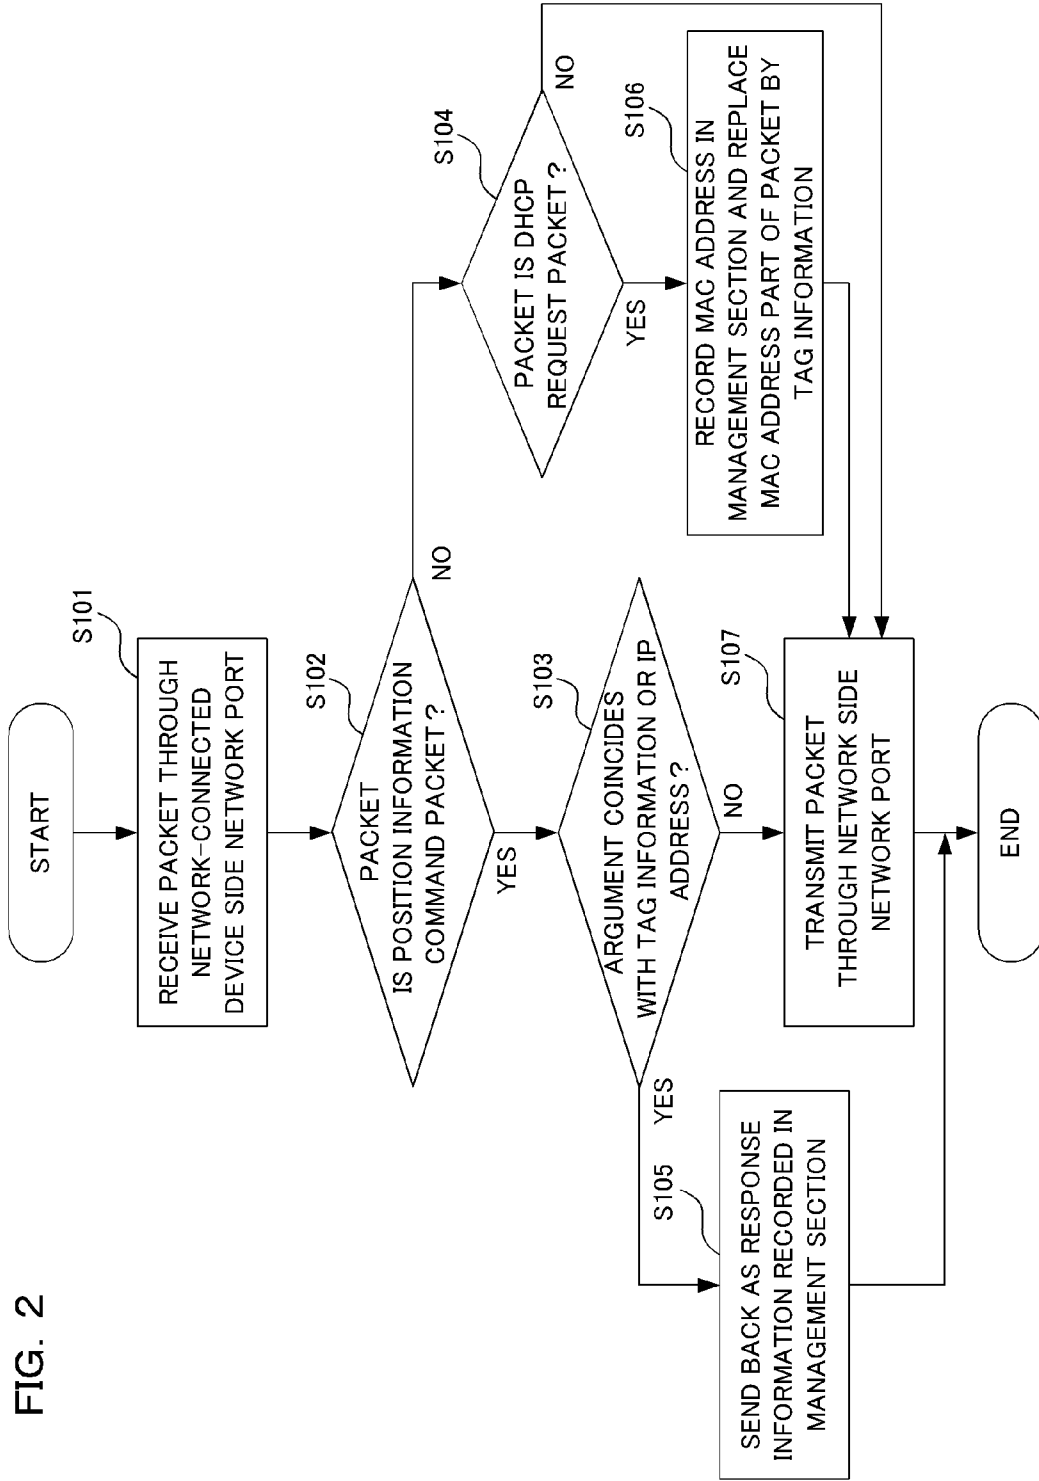 FIG. 2
START
S101
RECEIVE PACKET THROUGH
NETWORK-CONNECTED
DEVICE SIDE NETWORK PORT
S102
PACKET
IS POSITION INFORMATION
COMMAND PACKET?
NO
YES
S104
PACKET IS DHCP
REQUEST PACKET?
NO
YES
S103
ARGUMENT COINCIDES
WITH TAG INFORMATION OR IP
ADDRESS?
YES
NO
S106
RECORD MAC ADDRESS IN
MANAGEMENT SECTION AND REPLACE
MAC ADDRESS PART OF PACKET BY
TAG INFORMATION
S105
SEND BACK AS RESPONSE
INFORMATION RECORDED IN
MANAGEMENT SECTION
S107
TRANSMIT PACKET
THROUGH NETWORK SIDE
NETWORK PORT
END